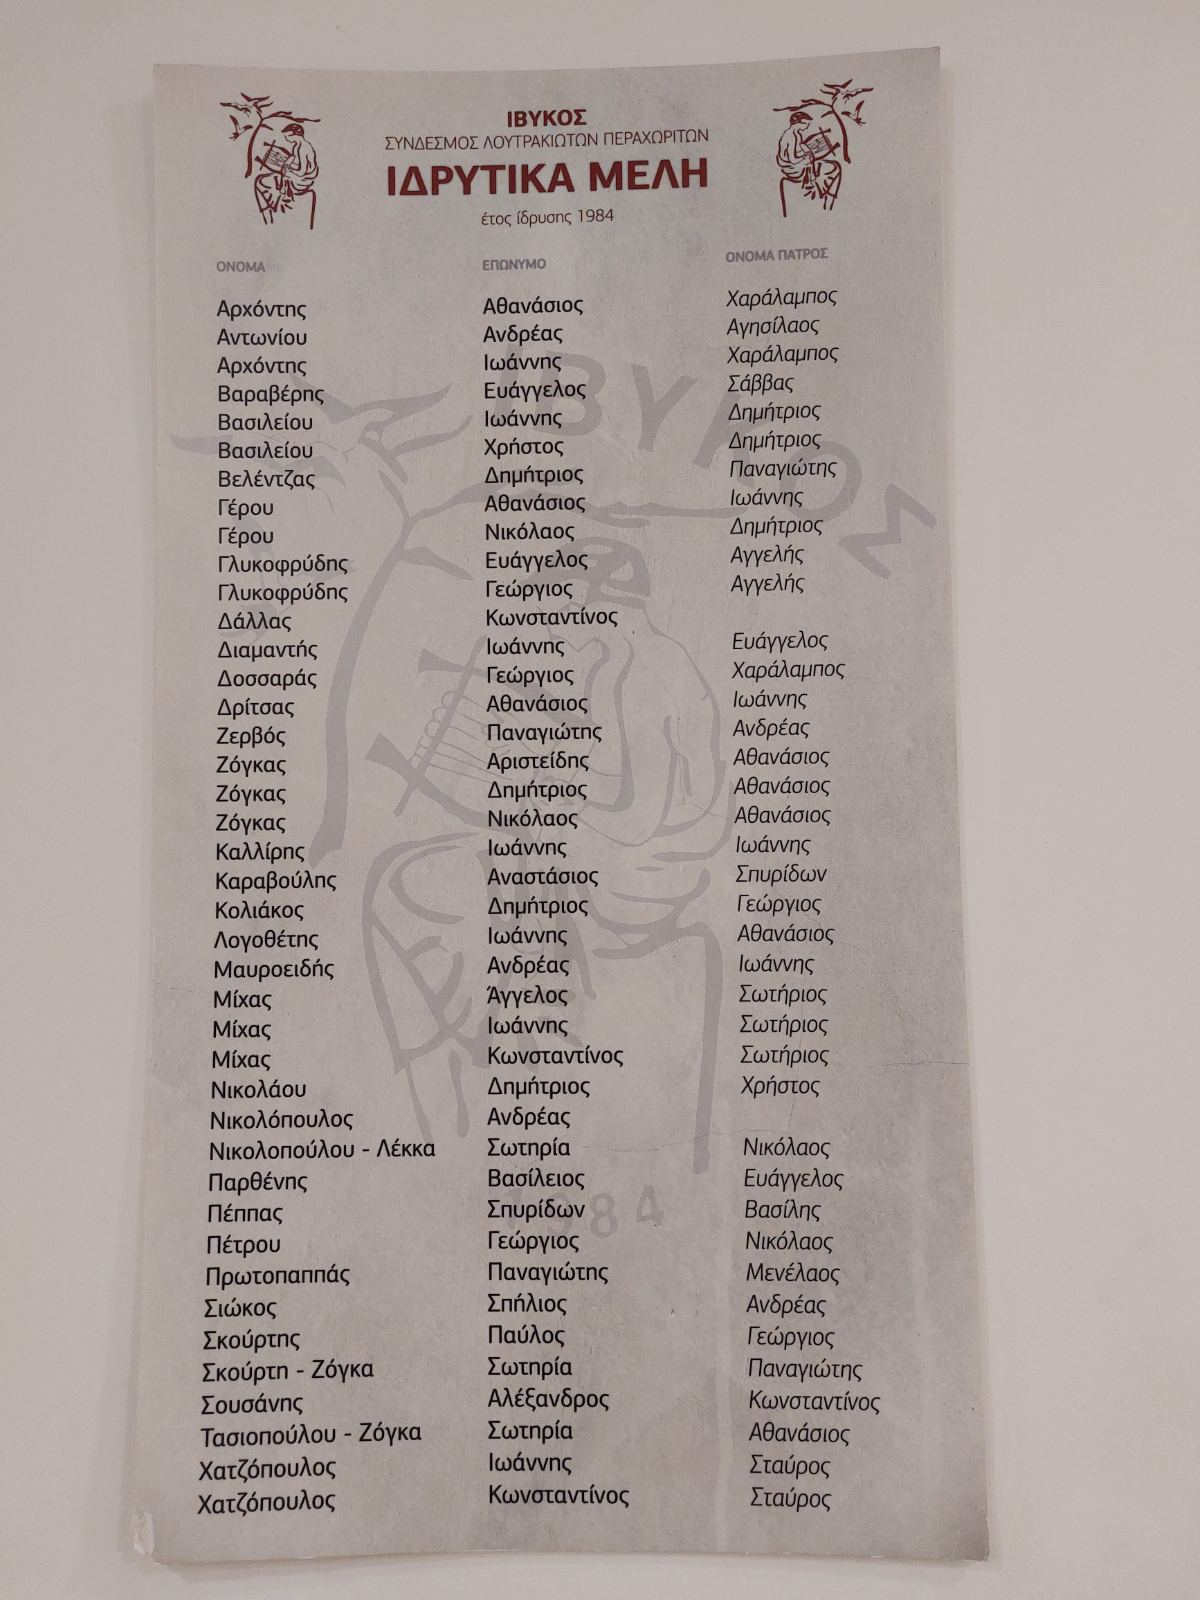 ΙΒΥΚΟΣ
ΣΥΝΔΕΣΜΟΣ ΛΟΥΤΡΑΚΙΩΤΩΝ ΠΕΡΑΧΩΡΙΤΩΝ
ΙΔΡΥΤΙΚΑ ΜΕΛΗ
έτος ίδρυσης 1984
ΟΝΟΜΑ ΕΠΩΝΥΜΟ ΟΝΟΜΑ ΠΑΤΡΟΣ
Αρχόντης Αθανάσιος Χαράλαμπος
Αντωνίου Ανδρέας Αγησίλαος
Αρχόντης Ιωάννης Χαράλαμπος
Βαραβέρης Ευάγγελος Σάββας
Βασιλείου Ιωάννης Δημήτριος
Βασιλείου Χρήστος Δημήτριος
Βελέντζας Δημήτριος Παναγιώτης
Γέρου Αθανάσιος Ιωάννης
Γέρου Νικόλαος Δημήτριος
Γλυκοφρύδης Ευάγγελος Αγγελής
Γλυκοφρύδης Γεώργιος Αγγελής
Δάλλας Κωνσταντίνος
Διαμαντής Ιωάννης Ευάγγελος
Δοσσαράς Γεώργιος Χαράλαμπος
Δρίτσας Αθανάσιος Ιωάννης
Ζερβός Παναγιώτης Ανδρέας
Ζόγκας Αριστείδης Αθανάσιος
Ζόγκας Δημήτριος Αθανάσιος
Ζόγκας Νικόλαος Αθανάσιος
Καλλίρης Ιωάννης Ιωάννης
Καραβούλης Αναστάσιος Σπυρίδων
Κολιάκος Δημήτριος Γεώργιος
Λογοθέτης Ιωάννης Αθανάσιος
Μαυροειδής Ανδρέας Ιωάννης
Μίχας Άγγελος Σωτήριος
Μίχας Ιωάννης Σωτήριος
Μίχας Κωνσταντίνος Σωτήριος
Νικολάου Δημήτριος Χρήστος
Νικολόπουλος Ανδρέας
Νικολοπούλου - Λέκκα Σωτηρία Νικόλαος
Παρθένης Βασίλειος Ευάγγελος
Πέππας Σπυρίδων Βασίλης
Πέτρου Γεώργιος Νικόλαος
Πρωτοπαππάς Παναγιώτης Μενέλαος
Σιώκος Σπήλιος Ανδρέας
Σκούρτης Παύλος Γεώργιος
Σκούρτη - Ζόγκα Σωτηρία Παναγιώτης
Σουσάνης Αλέξανδρος Κωνσταντίνος
Τασιοπούλου - Ζόγκα Σωτηρία Αθανάσιος
Χατζόπουλος Ιωάννης Σταύρος
Χατζόπουλος Κωνσταντίνος Σταύρος
ΙΒΥΚΟΣ
1984